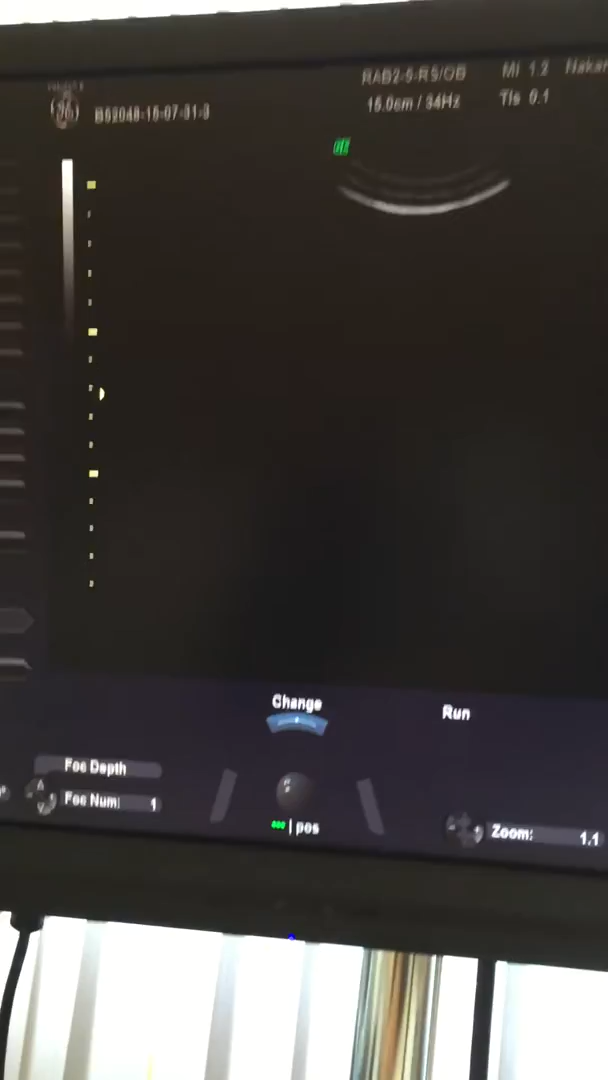 RAB2-5-RS/OB
MI 1.2
15.0cm / 34Hz
TIs 0.1
Change
Run
Foc Depth
Foc Num: 1
| pos
Zoom: 1.1